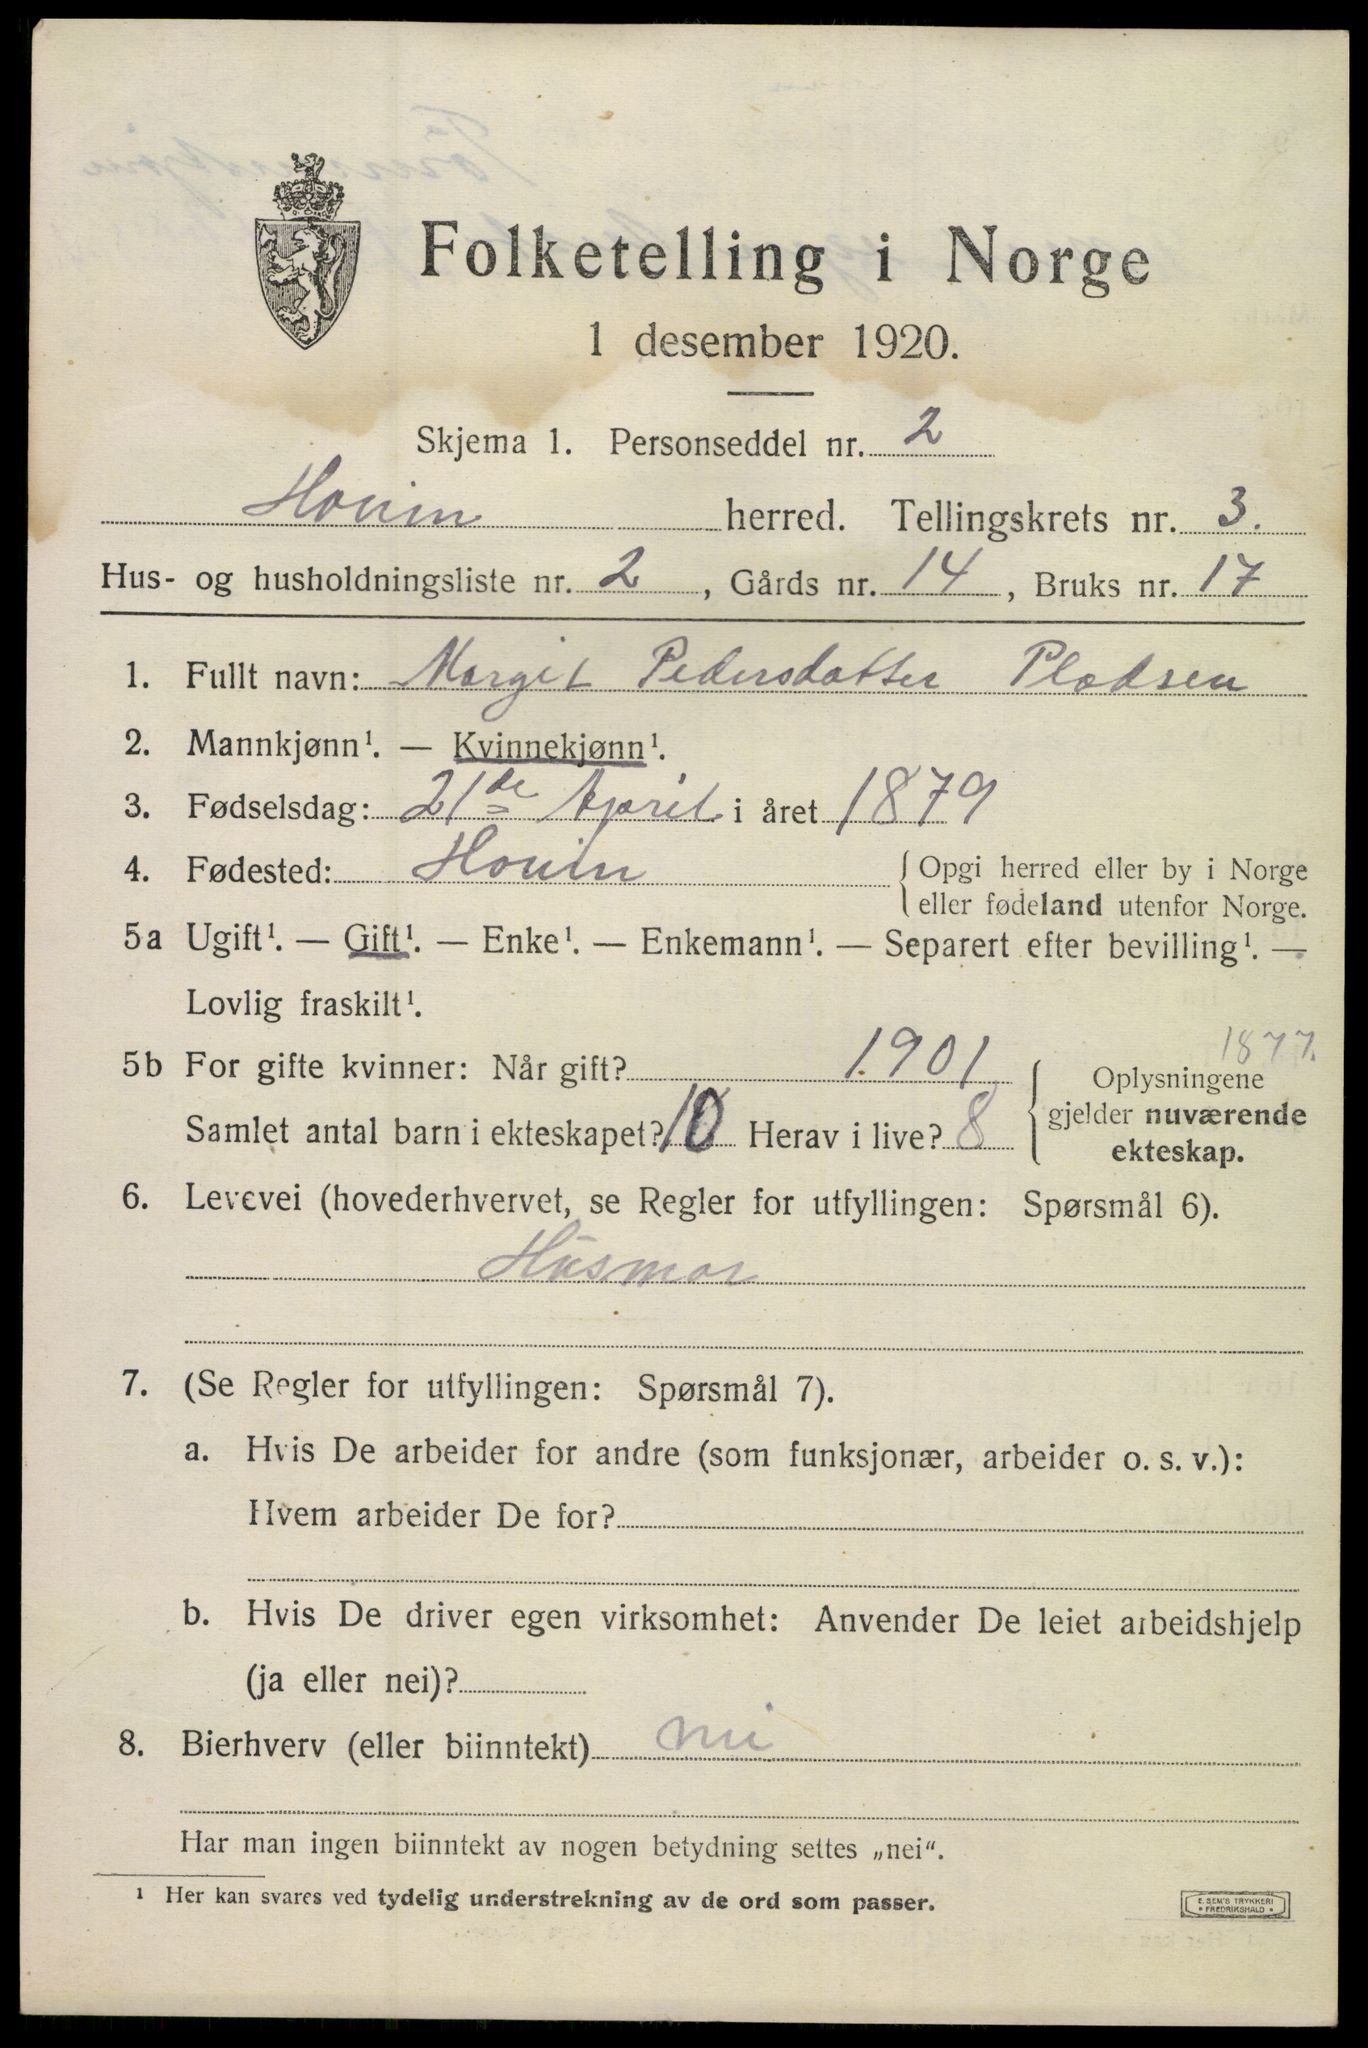 Folketelling i Norge
1 desember 1920.
Skjema 1. Personseddel nr. 2
Hovin herred. Tellingskrets nr. 3.
Hus- og husholdningsliste nr. 2, Gårds nr. 14, Bruks nr. 17
1. Fullt navn: Margit Pedersdatter Pladsen
2. Mannkjønn¹. — Kvinnekjønn¹.
3. Fødselsdag: 21de April i året 1879
4. Fødested: Hovin { Opgi herred eller by i Norge
eller fødeland utenfor Norge.
5a Ugift¹. — Gift¹. — Enke¹. — Enkemann¹. — Separert efter bevilling¹. —
Lovlig fraskilt¹.
1877.
5b For gifte kvinner: Når gift? 1901 { Oplysningene
gjelder nuværende
ekteskap.
Samlet antal barn i ekteskapet? 10 Herav i live? 8
6. Levevei (hovederhvervet, se Regler for utfyllingen: Spørsmål 6).
Husmor
7. (Se Regler for utfyllingen: Spørsmål 7).
a. Hvis De arbeider for andre (som funksjonær, arbeider o. s. v.):
Hvem arbeider De for?
b. Hvis De driver egen virksomhet: Anvender De leiet arbeidshjelp
(ja eller nei)?
8. Bierhverv (eller biinntekt) nei
Har man ingen biinntekt av nogen betydning settes „nei“.
¹ Her kan svares ved tydelig understrekning av de ord som passer.
E. SEM'S TRYKKERI
FREDRIKSHALD